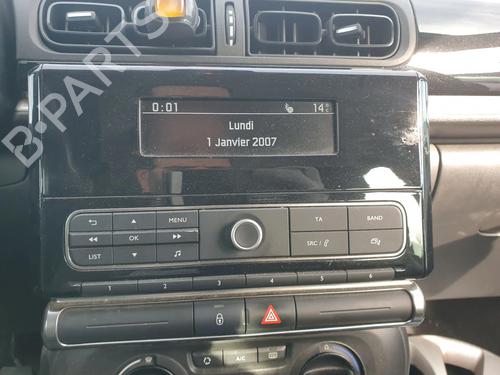 B-PARTS
0:01 14°
Lundi
1 Janvier 2007
MENU TA BAND
OK SRC /
LIST
1 2 3 4 5 6
A/C